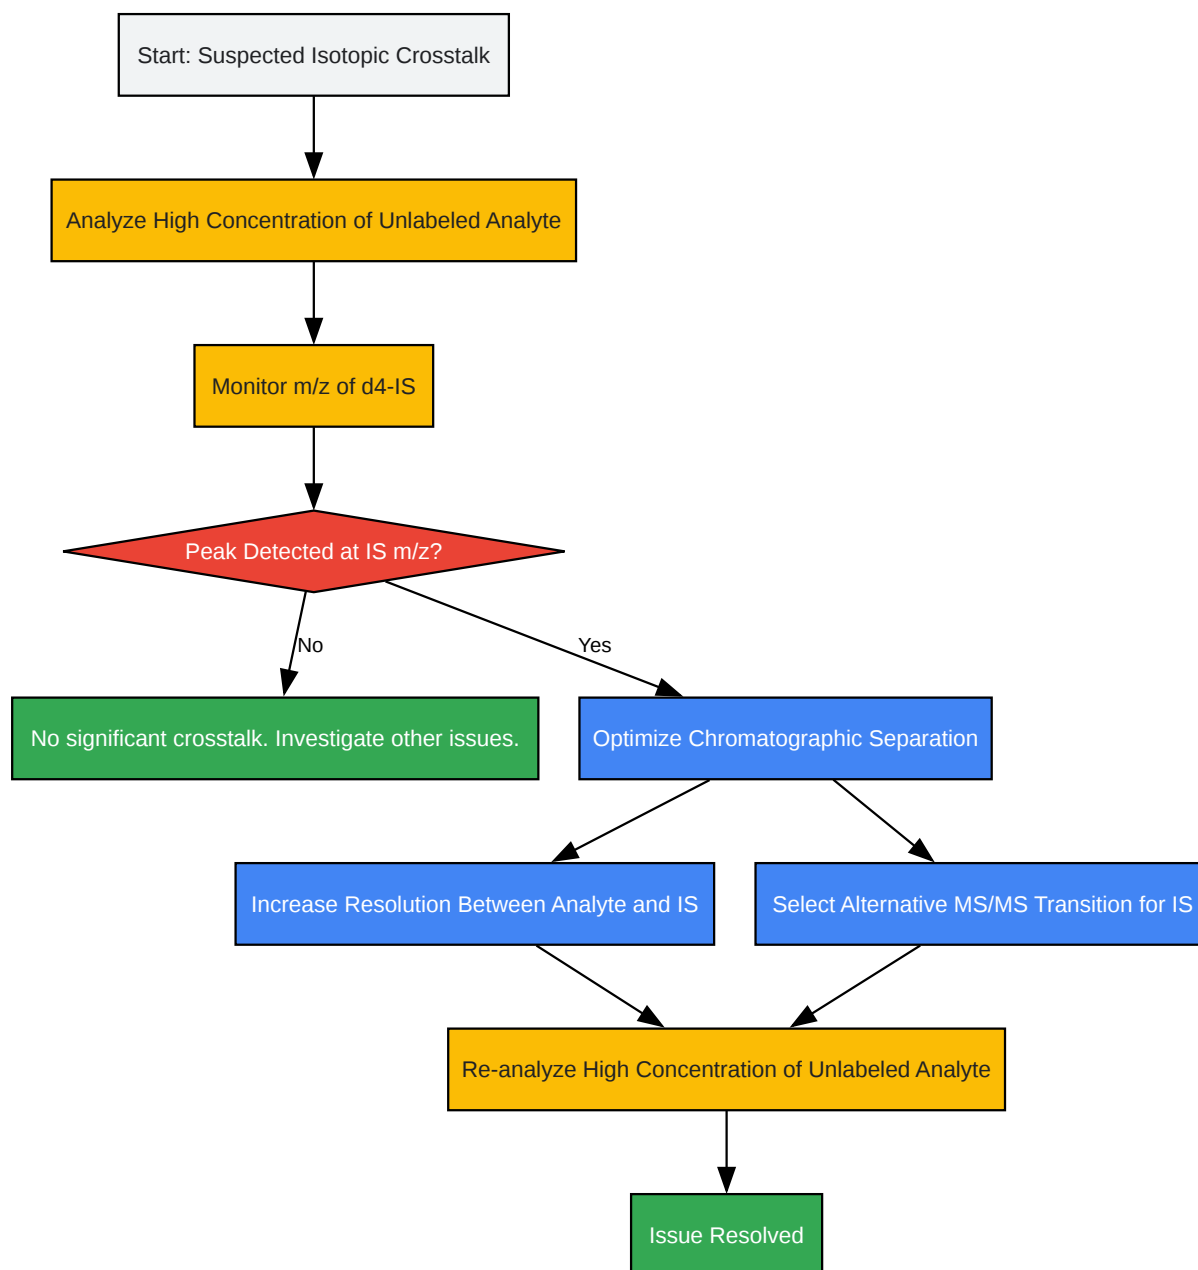 Start: Suspected Isotopic Crosstalk
Analyze High Concentration of Unlabeled Analyte
Monitor m/z of d4-IS
Peak Detected at IS m/z?
No
Yes
No significant crosstalk. Investigate other issues.
Optimize Chromatographic Separation
Increase Resolution Between Analyte and IS
Select Alternative MS/MS Transition for IS
Re-analyze High Concentration of Unlabeled Analyte
Issue Resolved